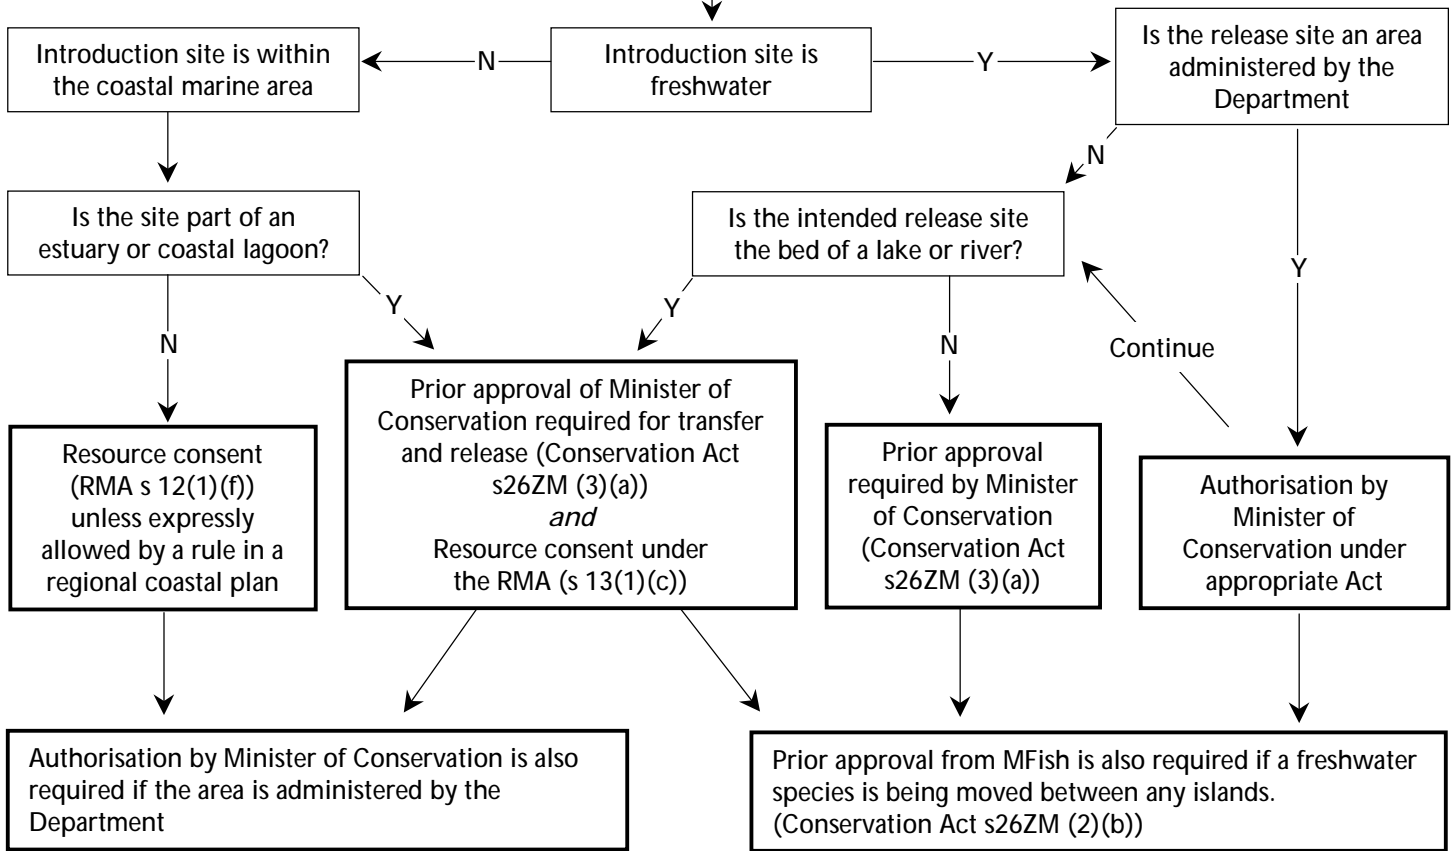 Introduction site is within
the coastal marine area
N
Introduction site is
freshwater
Y
Is the release site an area
administered by the
Department
N
Is the site part of an
estuary or coastal lagoon?
Is the intended release site
the bed of a lake or river?
Y
Y
Y
N
N
Continue
Resource consent
(RMA s 12(1)(f))
unless expressly
allowed by a rule in a
regional coastal plan
Prior approval of Minister of
Conservation required for transfer
and release (Conservation Act
s26ZM (3)(a))
and
Resource consent under
the RMA (s 13(1)(c))
Prior approval
required by Minister
of Conservation
(Conservation Act
s26ZM (3)(a))
Authorisation by
Minister of
Conservation under
appropriate Act
Authorisation by Minister of Conservation is also
required if the area is administered by the
Department
Prior approval from MFish is also required if a freshwater
species is being moved between any islands.
(Conservation Act s26ZM (2)(b))